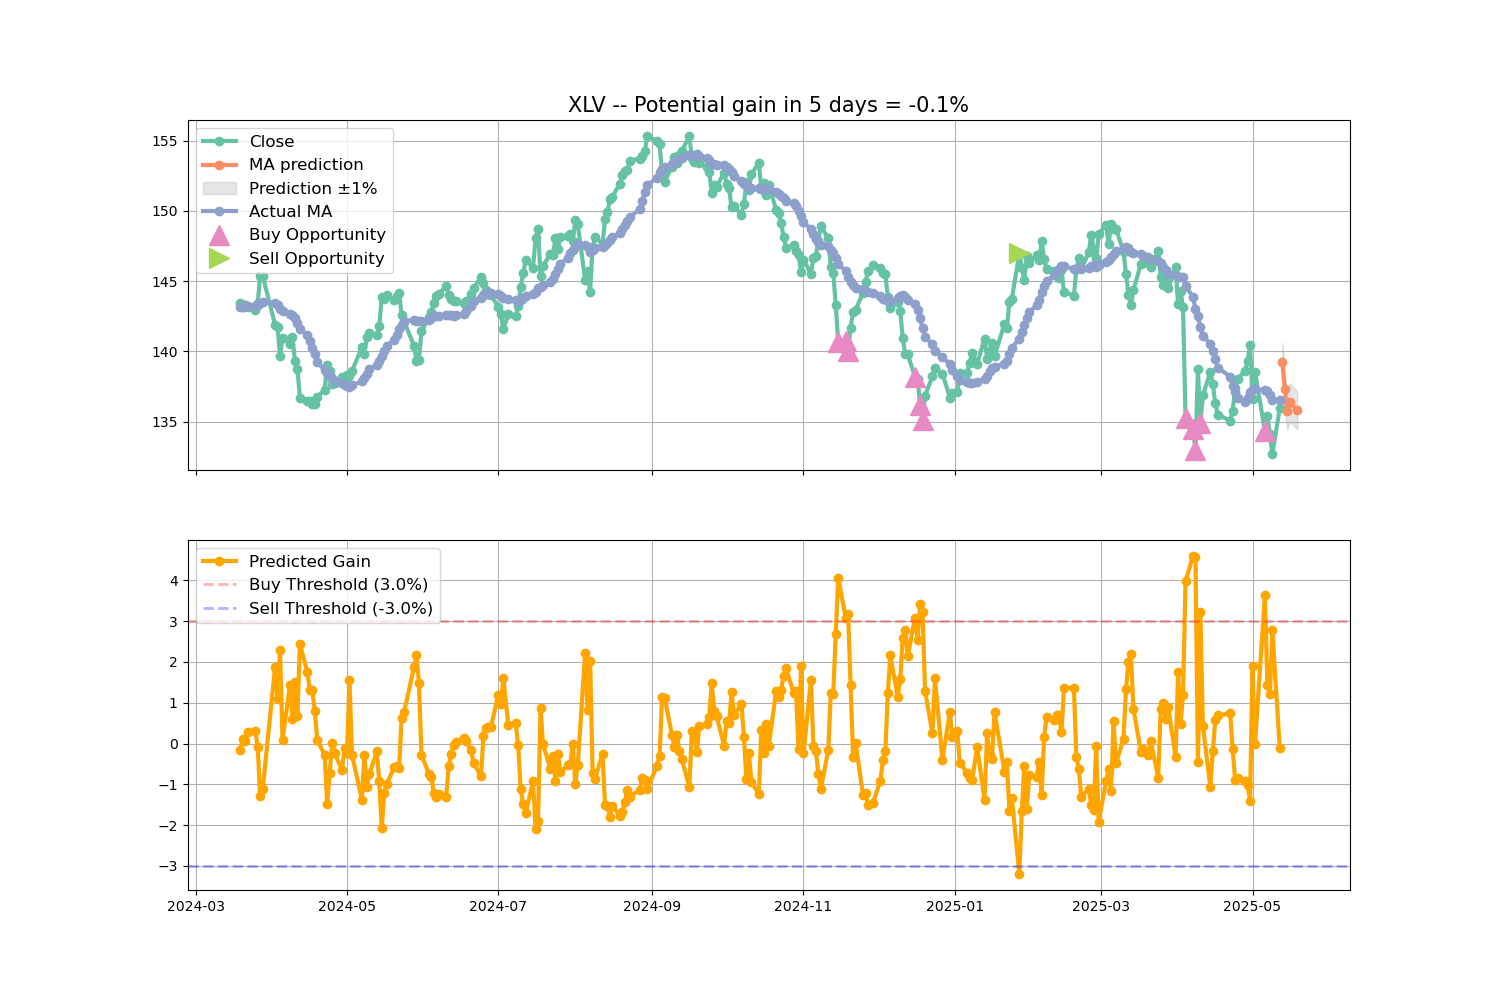 XLV -- Potential gain in 5 days = -0.1%
155
150
145
140
135
Close
MA prediction
Prediction ±1%
Actual MA
Buy Opportunity
Sell Opportunity
4
3
2
1
0
−1
−2
−3
Predicted Gain
Buy Threshold (3.0%)
Sell Threshold (-3.0%)
2024-03 2024-05 2024-07 2024-09 2024-11 2025-01 2025-03 2025-05